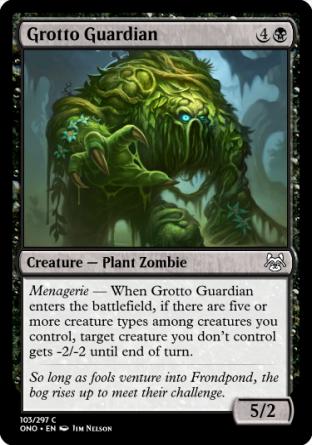 Grotto Guardian 4
Creature — Plant Zombie
Menagerie — When Grotto Guardian
enters the battlefield, if there are five or
more creature types among creatures you
control, target creature you don't control
gets -2/-2 until end of turn.
So long as fools venture into Frondpond, the
bog rises up to meet their challenge.
5/2
103/297 C
ONO • EN Jim Nelson